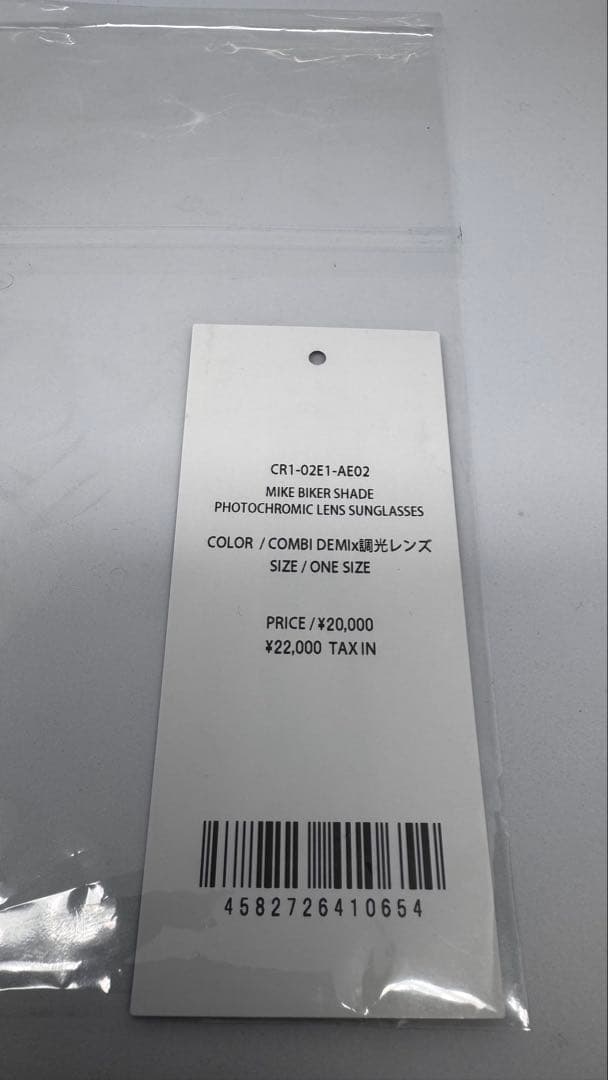 CR1-02E1-AE02
MIKE BIKER SHADE
PHOTOCHROMIC LENS SUNGLASSES
COLOR / COMBI DEMIx調光レンズ
SIZE / ONE SIZE
PRICE / ¥20,000
¥22,000 TAX IN
4582726410654